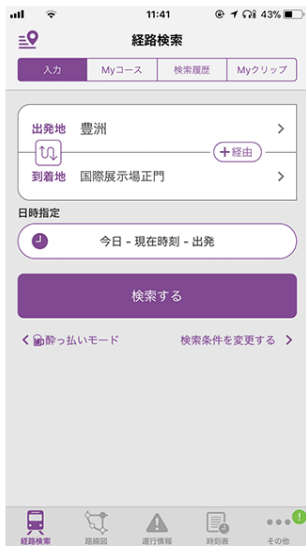 11:41
43%
経路検索
入力
Myコース
検索履歴
Myクリップ
出発地 豊洲
+経由
到着地 国際展示場正門
日時指定
今日 - 現在時刻 - 出発
検索する
酔っ払いモード
検索条件を変更する
経路検索
路線図
運行情報
時刻表
その他